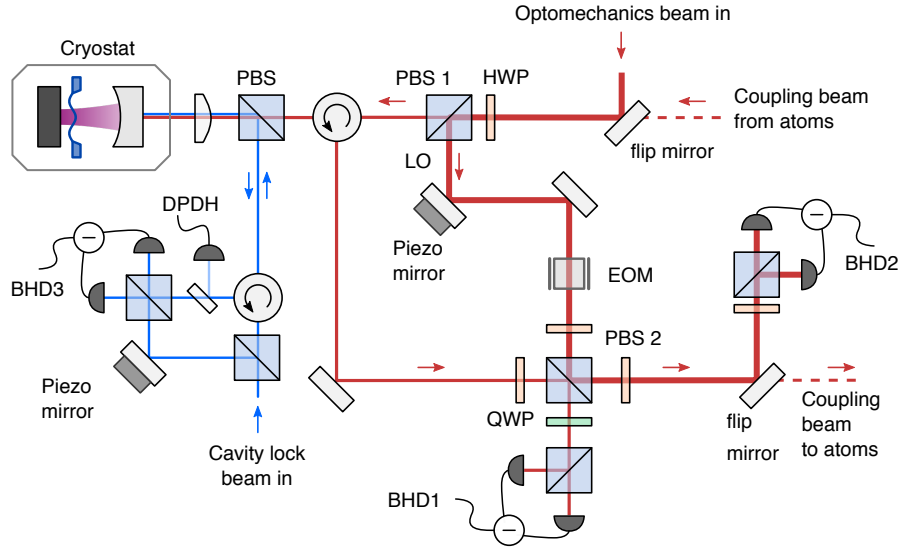 Optomechanics beam in
Cryostat
PBS
PBS 1
HWP
Coupling beam
from atoms
flip mirror
LO
DPDH
Piezo
mirror
EOM
BHD3
BHD2
PBS 2
Piezo
mirror
QWP
flip
mirror
Coupling
beam
to atoms
Cavity lock
beam in
BHD1